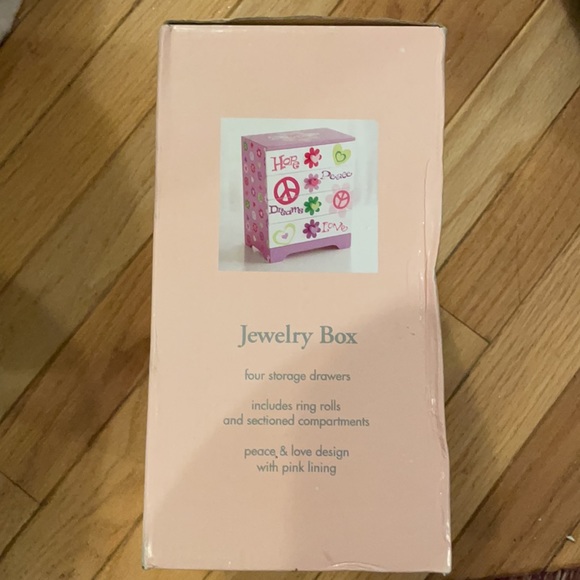 Hope
Peace
Dreams
Love
Jewelry Box
four storage drawers
includes ring rolls
and sectioned compartments
peace & love design
with pink lining